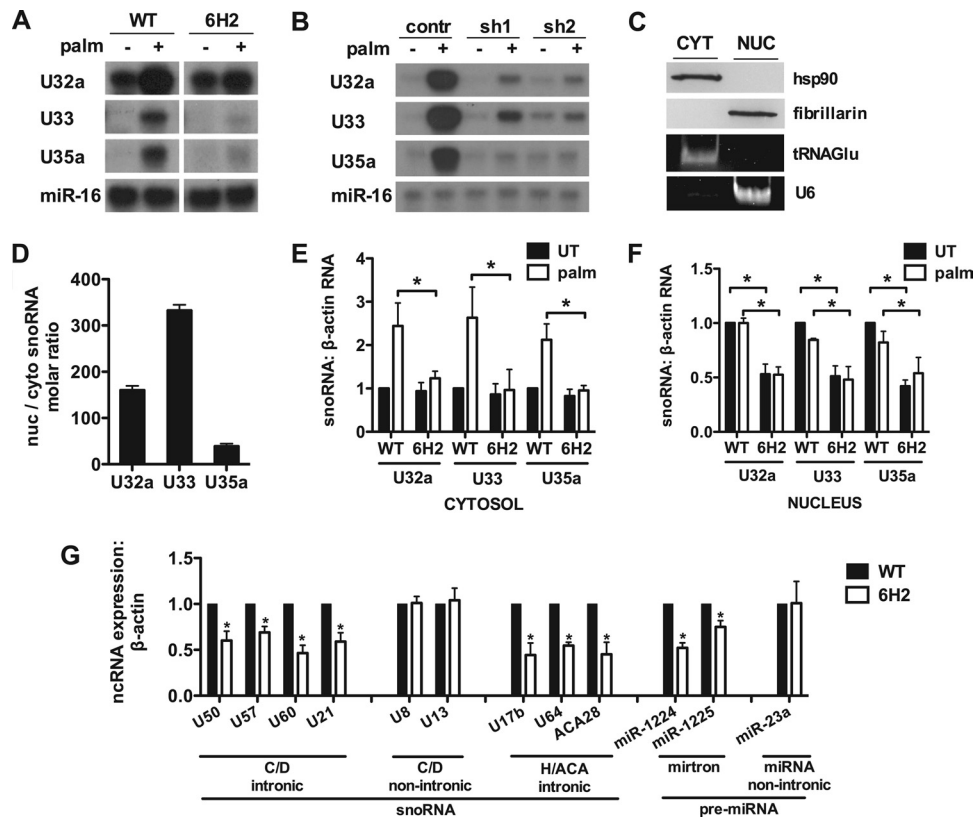 A
WT 6H2
palm - + - +
U32a
U33
U35a
miR-16
B
contr sh1 sh2
palm - + - + - +
U32a
U33
U35a
miR-16
C
CYT NUC
hsp90
fibrillarin
tRNAGlu
U6
D
nuc / cyto snoRNA
molar ratio
400
300
200
100
0
U32a U33 U35a
E
UT
palm
snoRNA: β-actin RNA
4
3
2
1
0
* * *
WT 6H2 WT 6H2 WT 6H2
U32a U33 U35a
CYTOSOL
F
UT
palm
snoRNA: β-actin RNA
1.5
1.0
0.5
0.0
* * *
* * *
WT 6H2 WT 6H2 WT 6H2
U32a U33 U35a
NUCLEUS
G
WT
6H2
ncRNA expression:
β-actin
1.5
1.0
0.5
0.0
* * * * * * * * *
U50 U57 U60 U21 U8 U13 U17b U64 ACA28 miR-1224 miR-1225 miR-23a
C/D intronic
C/D non-intronic
H/ACA intronic
mirtron
miRNA non-intronic
snoRNA
pre-miRNA